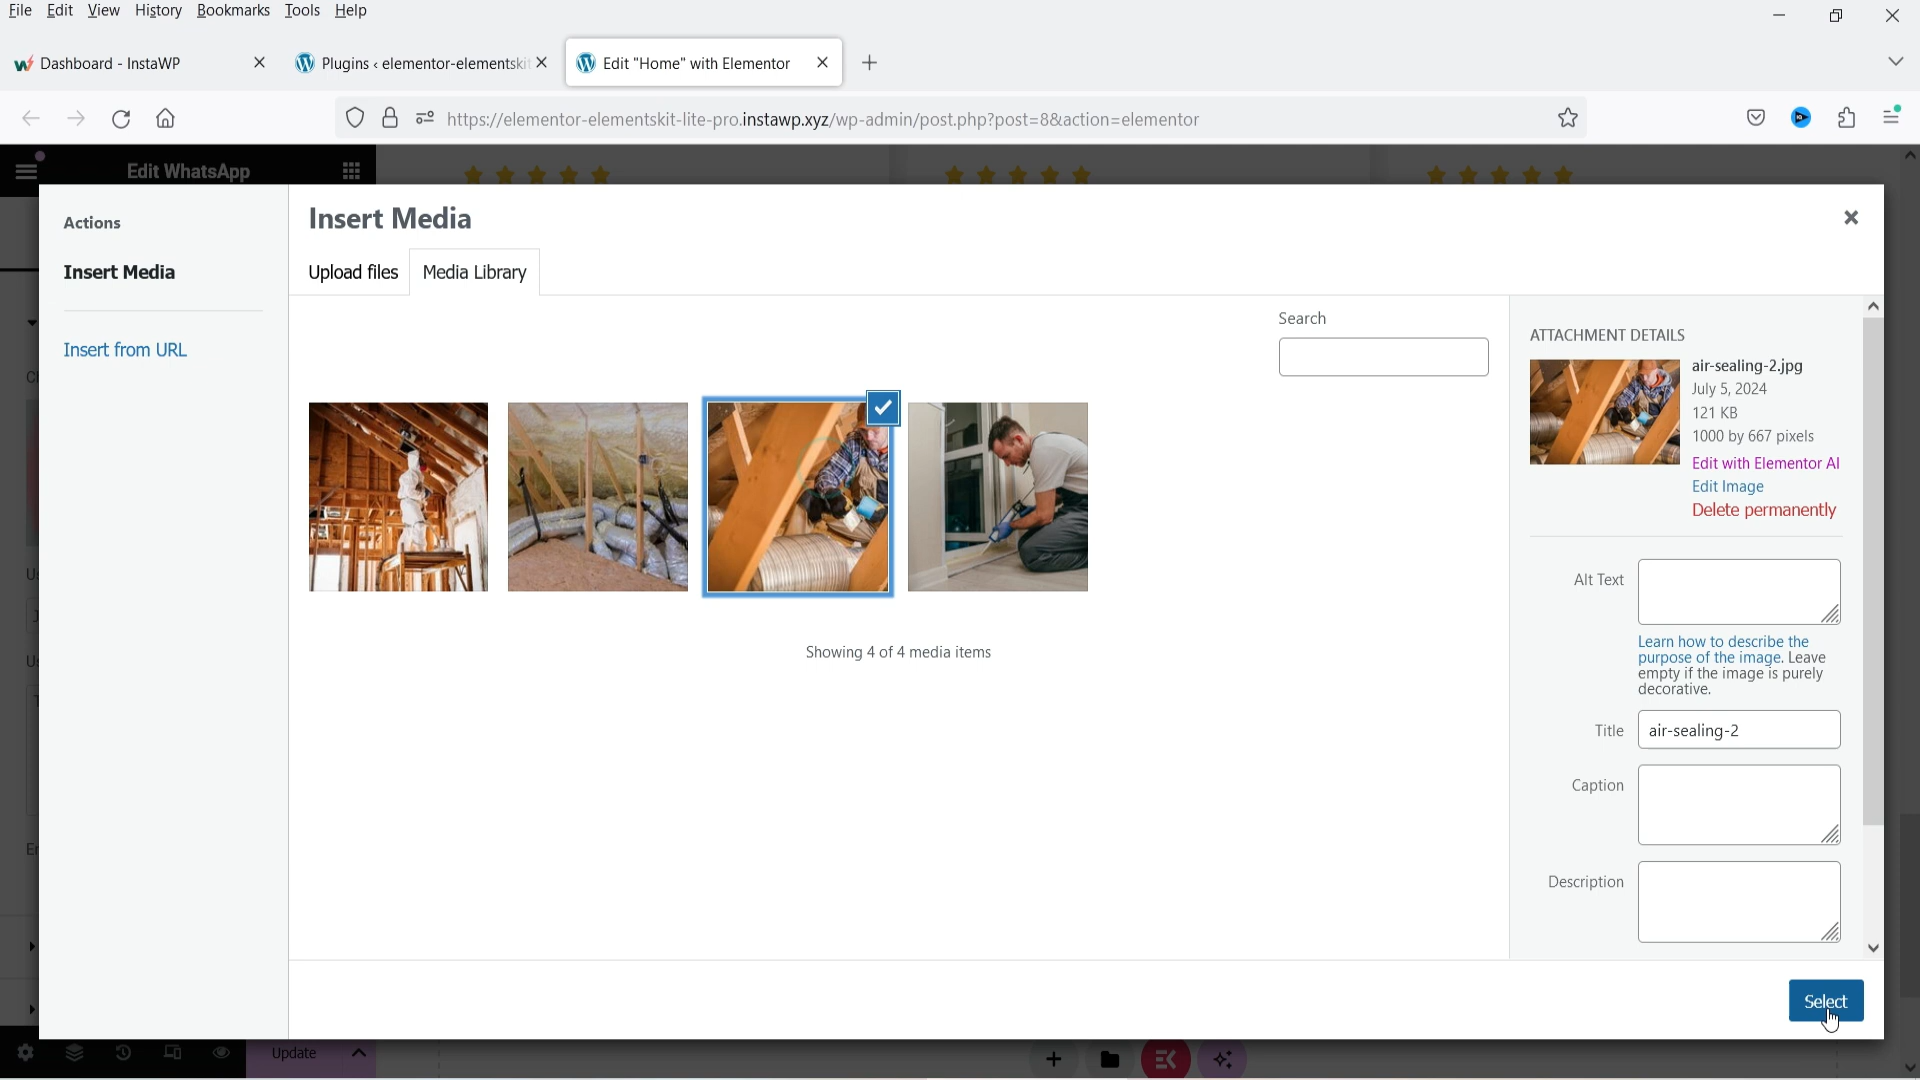 File Edit View History Bookmarks Tools Help
Dashboard - InstaWP
Plugins ‹ elementor-elementskit
Edit "Home" with Elementor
https://elementor-elementskit-lite-pro.instawp.xyz/wp-admin/post.php?post=8&action=elementor
Edit WhatsApp
Actions
Insert Media
Insert from URL
Insert Media
Upload files
Media Library
Search
Showing 4 of 4 media items
ATTACHMENT DETAILS
air-sealing-2.jpg
July 5, 2024
121 KB
1000 by 667 pixels
Edit with Elementor AI
Edit Image
Delete permanently
Alt Text
Learn how to describe the
purpose of the image. Leave
empty if the image is purely
decorative.
Title
air-sealing-2
Caption
Description
Select
Update